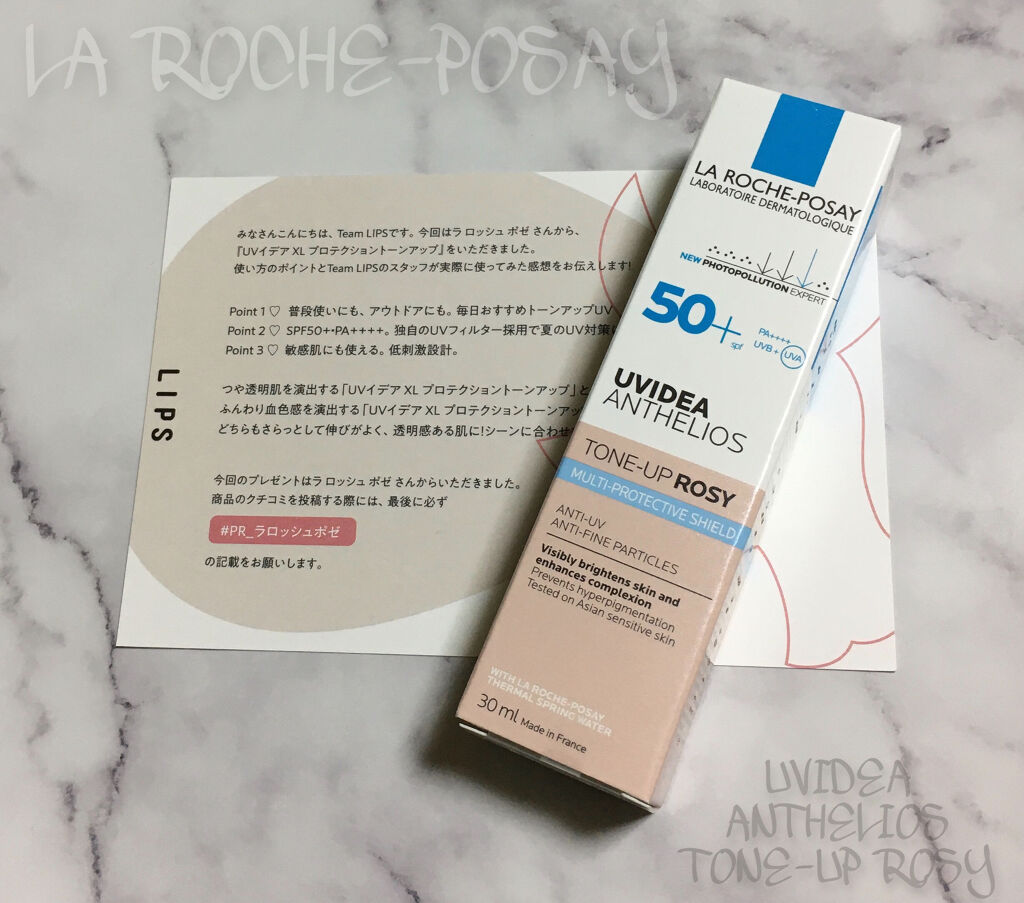 LA ROCHE-POSAY
みなさんこんにちは、Team LIPSです。今回はラ ロッシュ ポゼ さんから、
『UVイデア XL プロテクショントーンアップ』をいただきました。
使い方のポイントとTeam LIPSのスタッフが実際に使ってみた感想をお伝えします!
Point 1 ♡ 普段使いにも、アウトドアにも。毎日おすすめトーンアップUV
Point 2 ♡ SPF50+・PA++++。独自のUVフィルター採用で夏のUV対策に
Point 3 ♡ 敏感肌にも使える。低刺激設計。
つや透明肌を演出する「UVイデア XL プロテクショントーンアップ」と
ふんわり血色感を演出する「UVイデア XL プロテクショントーンアッ
どちらもさらっとして伸びがよく、透明感ある肌に!シーンに合わせ
今回のプレゼントはラ ロッシュ ポゼ さんからいただきました。
商品のクチコミを投稿する際には、最後に必ず
#PR_ラロッシュポゼ
の記載をお願いします。
LIPS
LA ROCHE-POSAY
LABORATOIRE DERMATOLOGIQUE
NEW PHOTOPOLLUTION EXPERT
50+ spf
PA++++
UVB + UVA
UVIDEA
ANTHELIOS
TONE-UP ROSY
MULTI-PROTECTIVE SHIELD
ANTI-UV
ANTI-FINE PARTICLES
Visibly brightens skin and
enhances complexion
Prevents hyperpigmentation
Tested on Asian sensitive skin
WITH LA ROCHE-POSAY
THERMAL SPRING WATER
30 ml Made in France
UVIDEA
ANTHELIOS
TONE-UP ROSY